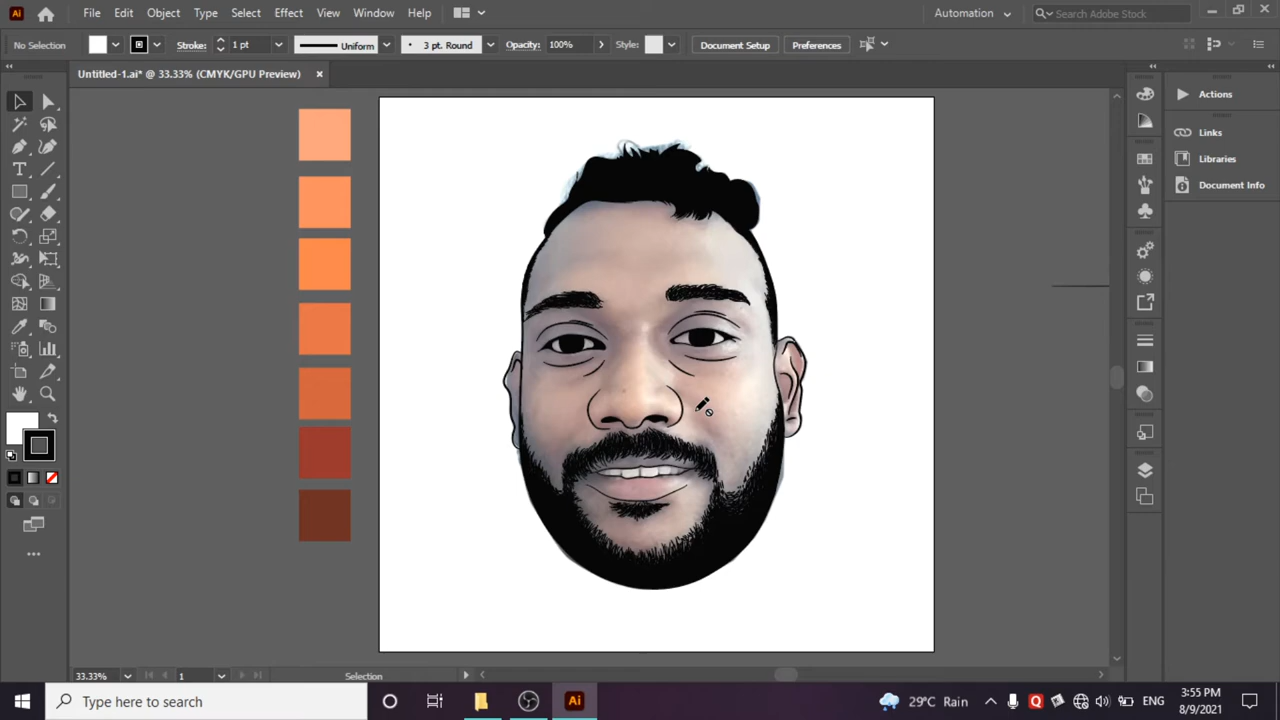 Ai File Edit Object Type Select Effect View Window Help Automation Search Adobe Stock
No Selection Stroke: 1 pt Uniform 3 pt. Round Opacity: 100% Style: Document Setup Preferences
Untitled-1.ai* @ 33.33% (CMYK/GPU Preview)
Actions
Links
Libraries
Document Info
33.33% 1 Selection
Type here to search Ai 29°C Rain ENG 3:55 PM
8/9/2021